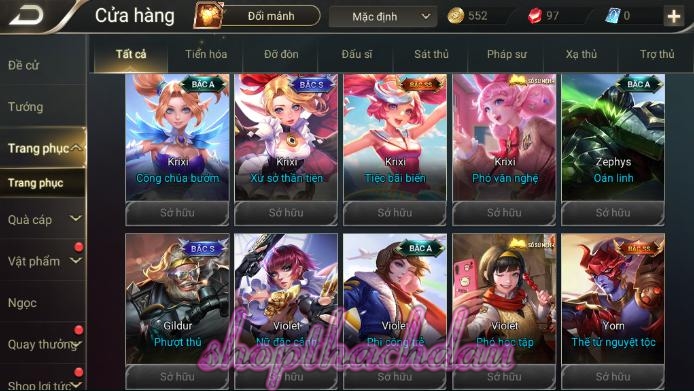 Cửa hàng
Đổi mảnh
Mặc định
552
97
0
Tất cả
Tiến hóa
Đỡ đòn
Đấu sĩ
Sát thủ
Pháp sư
Xạ thủ
Trợ thủ
Đề cử
Tướng
Trang phục
Trang phục
Quà cáp
Vật phẩm
Ngọc
Quay thưởng
Shop lợi tức
BẬC A
Krixi
Công chúa bướm
Sở hữu
BẬC S
Krixi
Xứ sở thần tiên
Sở hữu
BẬC SS
Krixi
Tiệc bãi biển
Sở hữu
Krixi
Phó văn nghệ
Sở hữu
BẬC A
Zephys
Oán linh
Sở hữu
BẬC S
Gildur
Phượt thủ
Sở hữu
Violet
Nữ đặc cảnh
Sở hữu
BẬC A
Violet
Phi công trẻ
Sở hữu
Violet
Phó học tập
Sở hữu
BẬC SS
Yorn
Thế tử nguyệt tộc
Sở hữu